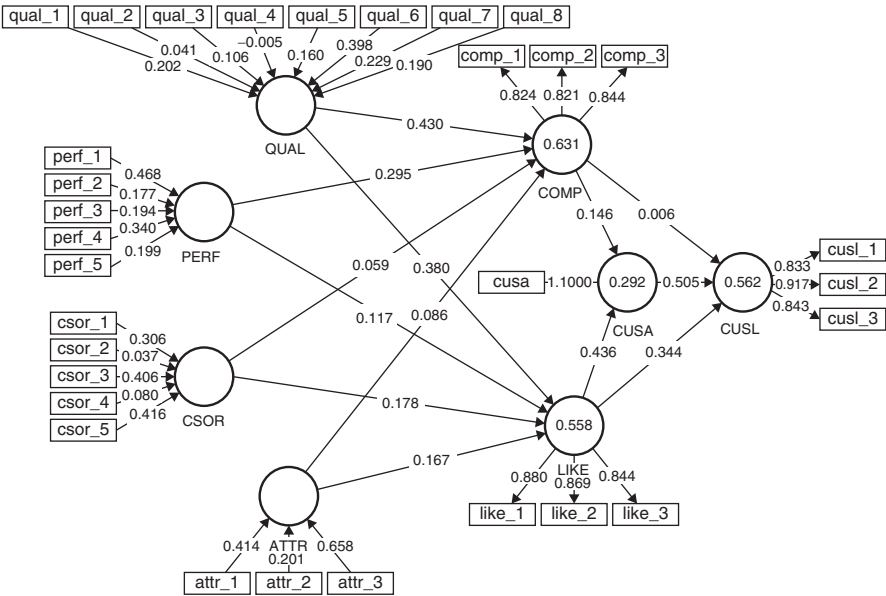 qual_1 qual_2 qual_3 qual_4 qual_5 qual_6 qual_7 qual_8
0.202 0.041 0.106 −0.005 0.160 0.398 0.229 0.190
QUAL
comp_1 comp_2 comp_3
0.824 0.821 0.844
0.631
COMP
perf_1
perf_2
perf_3
perf_4
perf_5
0.468
0.177
0.194
0.340
0.199
PERF
0.430
0.295
0.059
0.086
0.380
0.117
0.178
0.167
0.146
0.006
cusa
1.1000
0.292
CUSA
0.505
0.562
CUSL
0.833
0.917
0.843
cusl_1
cusl_2
cusl_3
0.436
0.344
csor_1
csor_2
csor_3
csor_4
csor_5
0.306
0.037
0.406
0.080
0.416
CSOR
0.558
LIKE
0.880 0.869 0.844
like_1 like_2 like_3
ATTR
0.414 0.201 0.658
attr_1 attr_2 attr_3